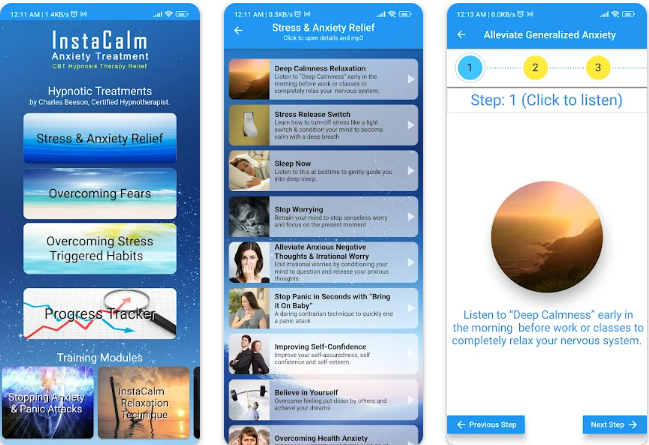 12:11 AM | 1.4KB/s
InstaCalm
Anxiety Treatment
CBT Hypnosis Therapy Relief
Hypnotic Treatments
by Charles Beeson, Certified Hypnotherapist.
Stress & Anxiety Relief
Overcoming Fears
Overcoming Stress
Triggered Habits
Progress Tracker
Training Modules
Stopping Anxiety
& Panic Attacks
InstaCalm
Relaxation
Technique
12:11 AM | 0.3KB/s
Stress & Anxiety Relief
Click to open details and mp3
Deep Calmness Relaxation
Listen to "Deep Calmness" early in
the morning before work or classes to
completely relax your nervous system.
Stress Release Switch
Learn how to turn-off stress like a light
switch & condition your mind to become
calm with a deep breath
Sleep Now
Listen to this at bedtime to gently guide you
into deep sleep.
Stop Worrying
Retrain your mind to stop senseless worry
and focus on the present moment
Alleviate Anxious Negative
Thoughts & Irrational Worry
End irrational worries by conditioning your
mind to question and release your anxious
thoughts.
Stop Panic in Seconds with "Bring
it On Baby"
A daring contrarian technique to quickly end
a panic attack
Improving Self-Confidence
Improve your self-assuredness, self
confidence and self esteem.
Believe in Yourself
Overcome feeling put down by others and
achieve your dreams
Overcoming Health Anxiety
12:13 AM | 0.0KB/s
Alleviate Generalized Anxiety
1 2 3
Step: 1 (Click to listen)
Listen to "Deep Calmness" early in
the morning before work or classes to
completely relax your nervous system.
Previous Step
Next Step